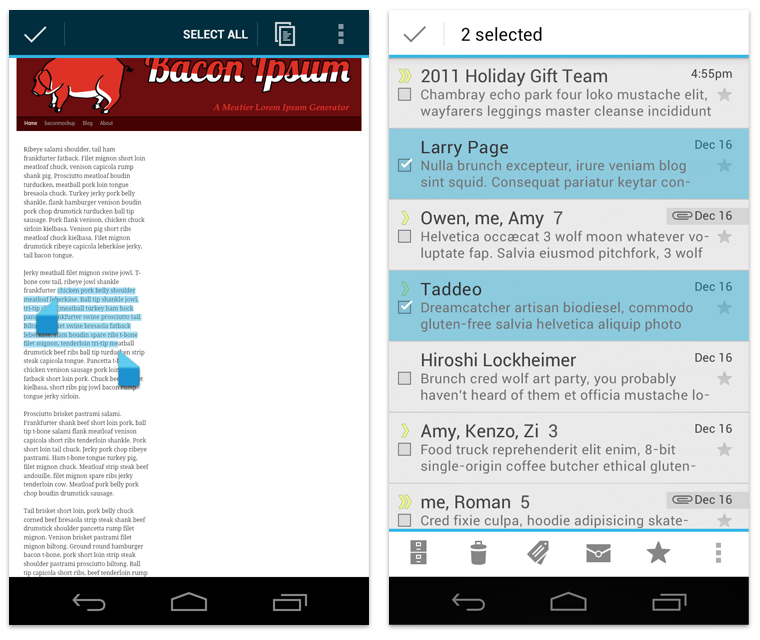 SELECT ALL
Bacon Ipsum
A Meatier Lorem Ipsum Generator
Home baconmockup Blog About
Ribeye salami shoulder, tail ham
frankfurter fatback. Filet mignon short loin
meatloaf chuck, venison capicola rump
shank pig. Prosciutto meatloaf boudin
turducken, meatball pork loin tongue
bresaola chuck. Turkey jerky pork belly
shankle, flank hamburger venison boudin
pork chop drumstick turducken ball tip
sausage. Pork flank venison, chicken chuck
sirloin kielbasa. Venison pig short ribs
meatloaf chuck kielbasa. Filet mignon
drumstick ribeye capicola leberkäse jerky,
tail bacon tongue.
Jerky meatball filet mignon swine jowl. T-
bone cow tail, ribeye jowl shankle
frankfurter chicken pork belly shoulder
meatloaf leberkäse. Ball tip shankle jowl,
tri-tip meatball turkey ham hock
frankfurter swine prosciutto tail.
swine bresaola fatback
ham boudin spare ribs t-bone
filet mignon, tenderloin tri-tip meatball
drumstick beef ribs ball tip turducken strip
steak capicola tongue. Pancetta
chicken venison sausage pork
fatback short loin pork. Chuck
kielbasa, short ribs pig jowl bacon rump
tongue jerky sirloin.
Prosciutto brisket pastrami salami.
Frankfurter shank beef short loin pork, ball
tip t-bone salami flank meatloaf venison
capicola short ribs tenderloin shankle. Pork
short loin tail chuck. Jerky pork chop ribeye
pastrami. Ham t-bone tongue turkey pig,
filet mignon chuck. Meatloaf strip steak beef
andouille, filet mignon spare ribs jerky
tenderloin cow. Meatloaf pork belly pork
chop boudin drumstick sausage.
Tail brisket short loin, pork belly chuck
corned beef bresaola strip steak shank beef
drumstick shoulder pancetta rump filet
mignon. Venison brisket pastrami filet
mignon biltong. Ground round hamburger
bacon t-bone, pork short loin strip steak
shoulder pastrami prosciutto biltong. Ball
tip capicola short ribs, beef tenderloin rump
2 selected
2011 Holiday Gift Team 4:55pm
Chambray echo park four loko mustache elit,
wayfarers leggings master cleanse incididunt
Larry Page Dec 16
Nulla brunch excepteur, irure veniam blog
sint squid. Consequat pariatur keytar con-
Owen, me, Amy 7 Dec 16
Helvetica occæcat 3 wolf moon whatever vo-
luptate fap. Salvia eiusmod pitchfork, 3 wolf
Taddeo Dec 16
Dreamcatcher artisan biodiesel, commodo
gluten-free salvia helvetica aliquip photo
Hiroshi Lockheimer Dec 16
Brunch cred wolf art party, you probably
haven't heard of them et officia mustache lo-
Amy, Kenzo, Zi 3 Dec 16
Food truck reprehenderit elit enim, 8-bit
single-origin coffee butcher ethical gluten-
me, Roman 5 Dec 16
Cred fixie culpa, hoodie adipisicing skate-